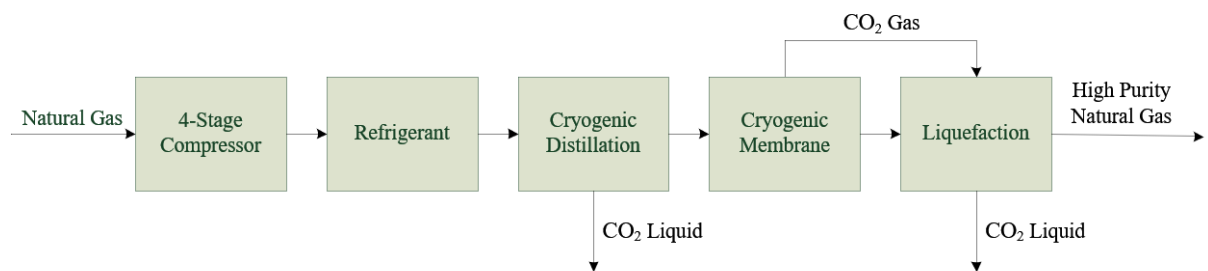 CO₂ Gas
Natural Gas
4-Stage
Compressor
Refrigerant
Cryogenic
Distillation
Cryogenic
Membrane
Liquefaction
High Purity
Natural Gas
CO₂ Liquid
CO₂ Liquid